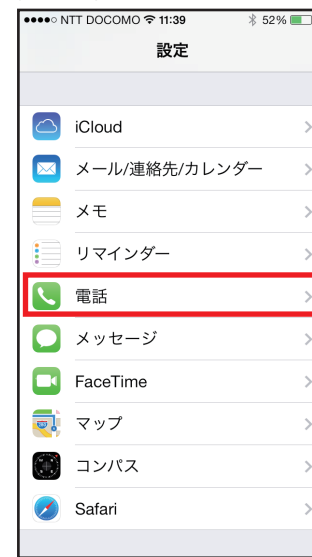 NTT DOCOMO 11:39 52%
設定
iCloud
メール/連絡先/カレンダー
メモ
リマインダー
電話
メッセージ
FaceTime
マップ
コンパス
Safari